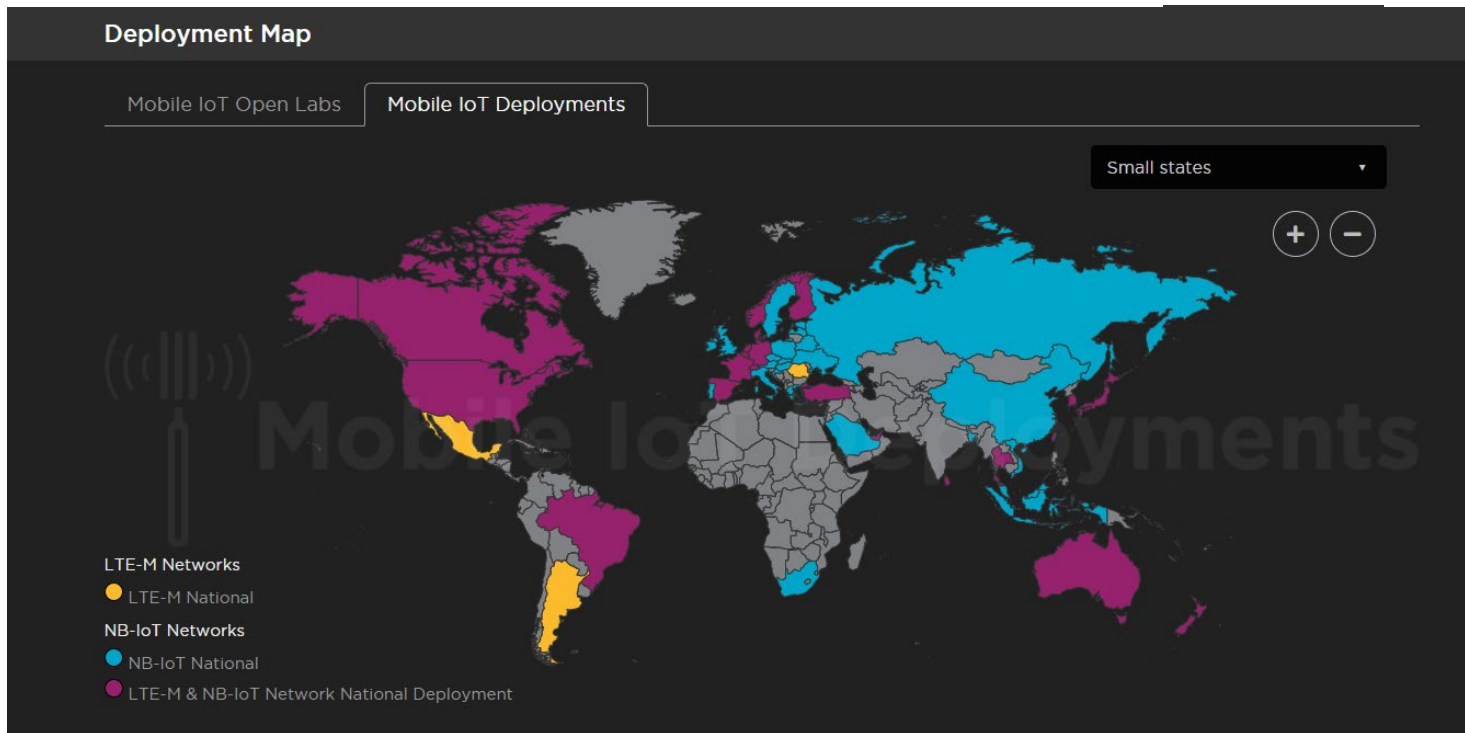 Deployment Map
Mobile IoT Open Labs
Mobile IoT Deployments
Small states
Mobile IoT Deployments
LTE-M Networks
LTE-M National
NB-IoT Networks
NB-IoT National
LTE-M & NB-IoT Network National Deployment